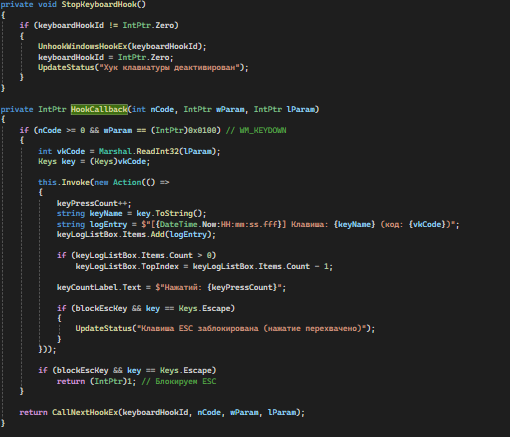 private void StopKeyboardHook()
{
    if (keyboardHookId != IntPtr.Zero)
    {
        UnhookWindowsHookEx(keyboardHookId);
        keyboardHookId = IntPtr.Zero;
        UpdateStatus("Хук клавиатуры деактивирован");
    }
}

private IntPtr HookCallback(int nCode, IntPtr wParam, IntPtr lParam)
{
    if (nCode >= 0 && wParam == (IntPtr)0x0100) // WM_KEYDOWN
    {
        int vkCode = Marshal.ReadInt32(lParam);
        Keys key = (Keys)vkCode;

        this.Invoke(new Action(() =>
        {
            keyPressCount++;
            string keyName = key.ToString();
            string logEntry = $"[{DateTime.Now:HH:mm:ss.fff}] Клавиша: {keyName} (код: {vkCode})";
            keyLogListBox.Items.Add(logEntry);

            if (keyLogListBox.Items.Count > 0)
                keyLogListBox.TopIndex = keyLogListBox.Items.Count - 1;

            keyCountLabel.Text = $"Нажатий: {keyPressCount}";

            if (blockEscKey && key == Keys.Escape)
            {
                UpdateStatus("Клавиша ESC заблокирована (нажатие перехвачено)");
            }
        }));

        if (blockEscKey && key == Keys.Escape)
            return (IntPtr)1; // Блокируем ESC
    }

    return CallNextHookEx(keyboardHookId, nCode, wParam, lParam);
}